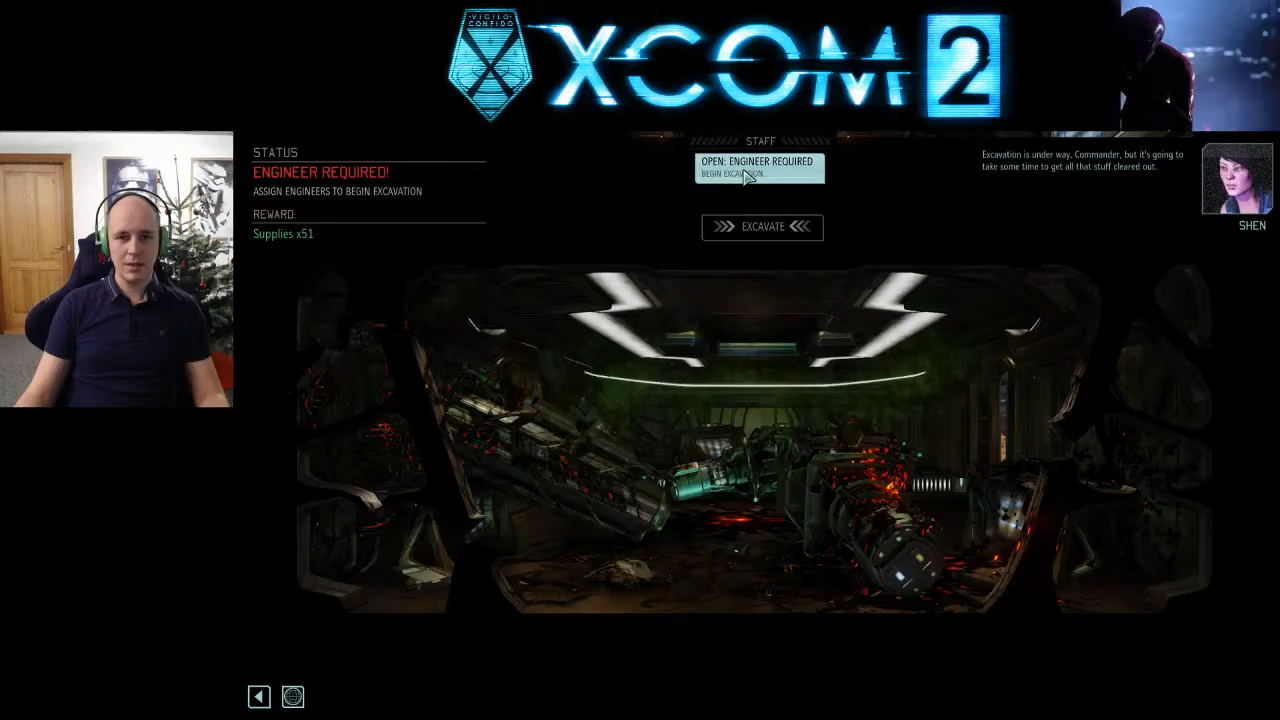 VIGILO
CONFIDO
XCOM 2
STATUS
ENGINEER REQUIRED!
ASSIGN ENGINEERS TO BEGIN EXCAVATION
REWARD:
Supplies x51
STAFF
OPEN: ENGINEER REQUIRED
BEGIN EXCAVATION.
EXCAVATE
Excavation is under way, Commander, but it's going to
take some time to get all that stuff cleared out.
SHEN